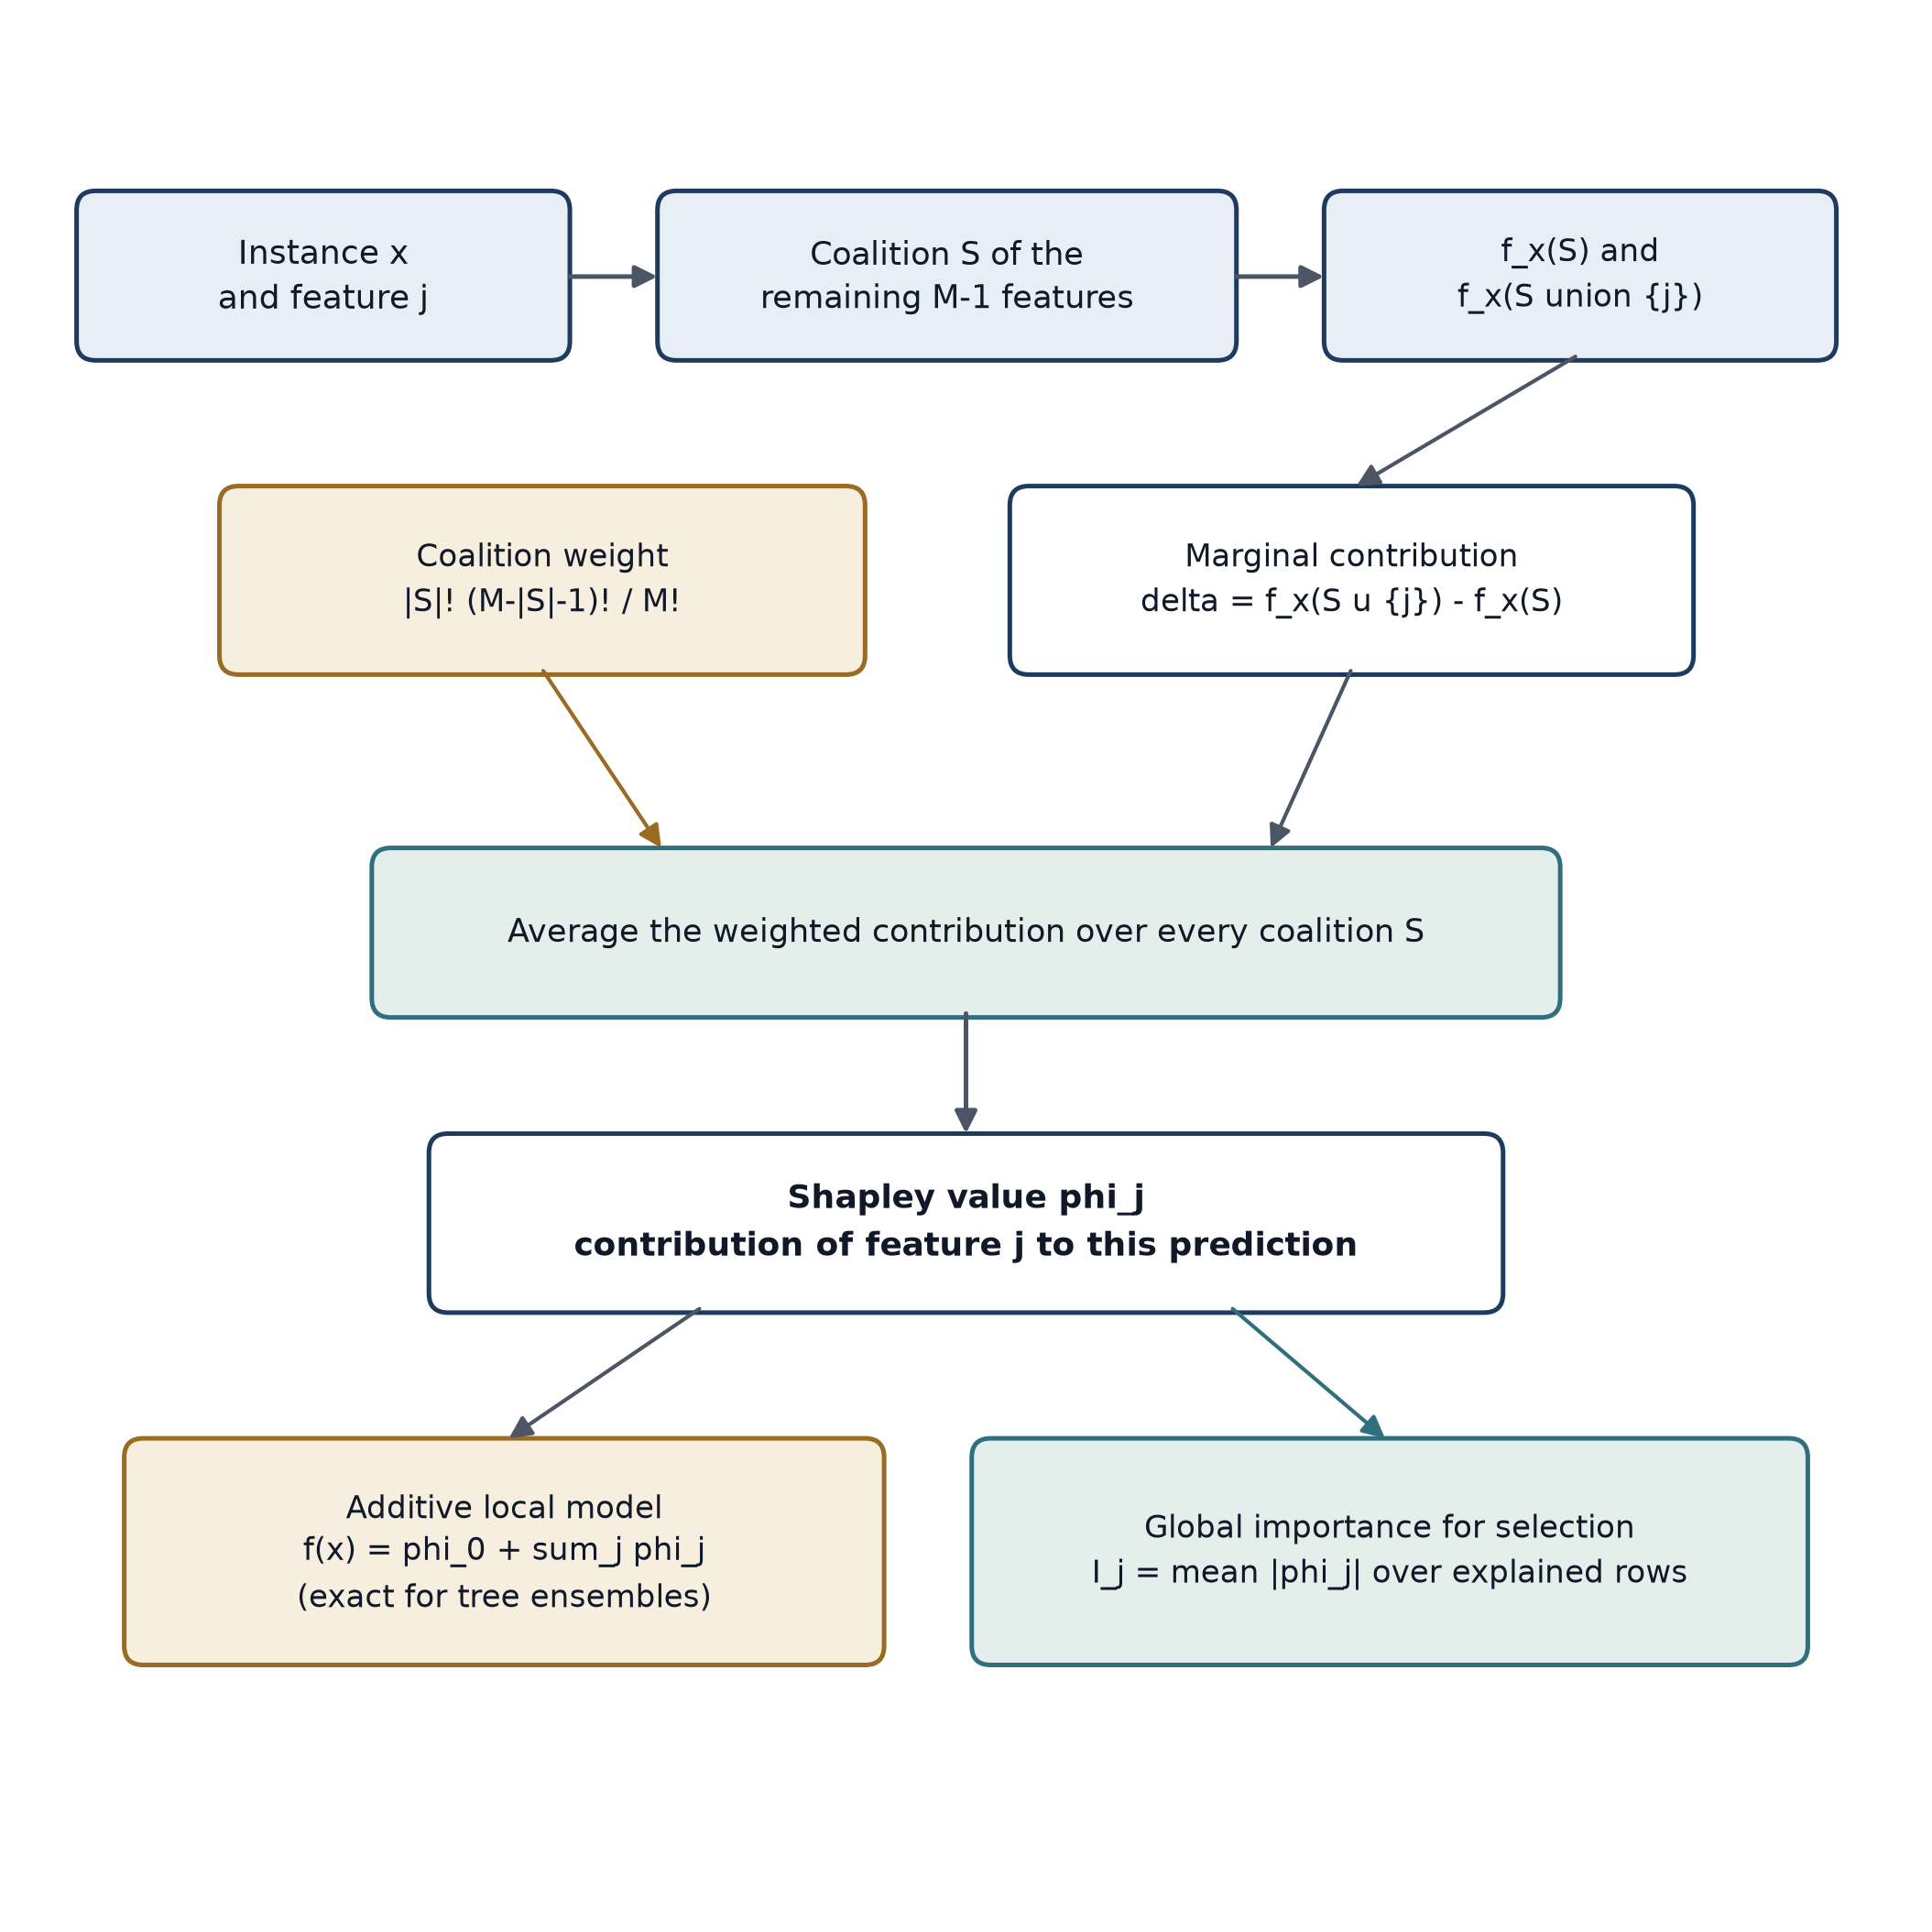 Instance x
and feature j
Coalition S of the
remaining M-1 features
f_x(S) and
f_x(S union {j})
Coalition weight
|S|! (M-|S|-1)! / M!
Marginal contribution
delta = f_x(S u {j}) - f_x(S)
Average the weighted contribution over every coalition S
Shapley value phi_j
contribution of feature j to this prediction
Additive local model
f(x) = phi_0 + sum_j phi_j
(exact for tree ensembles)
Global importance for selection
I_j = mean |phi_j| over explained rows